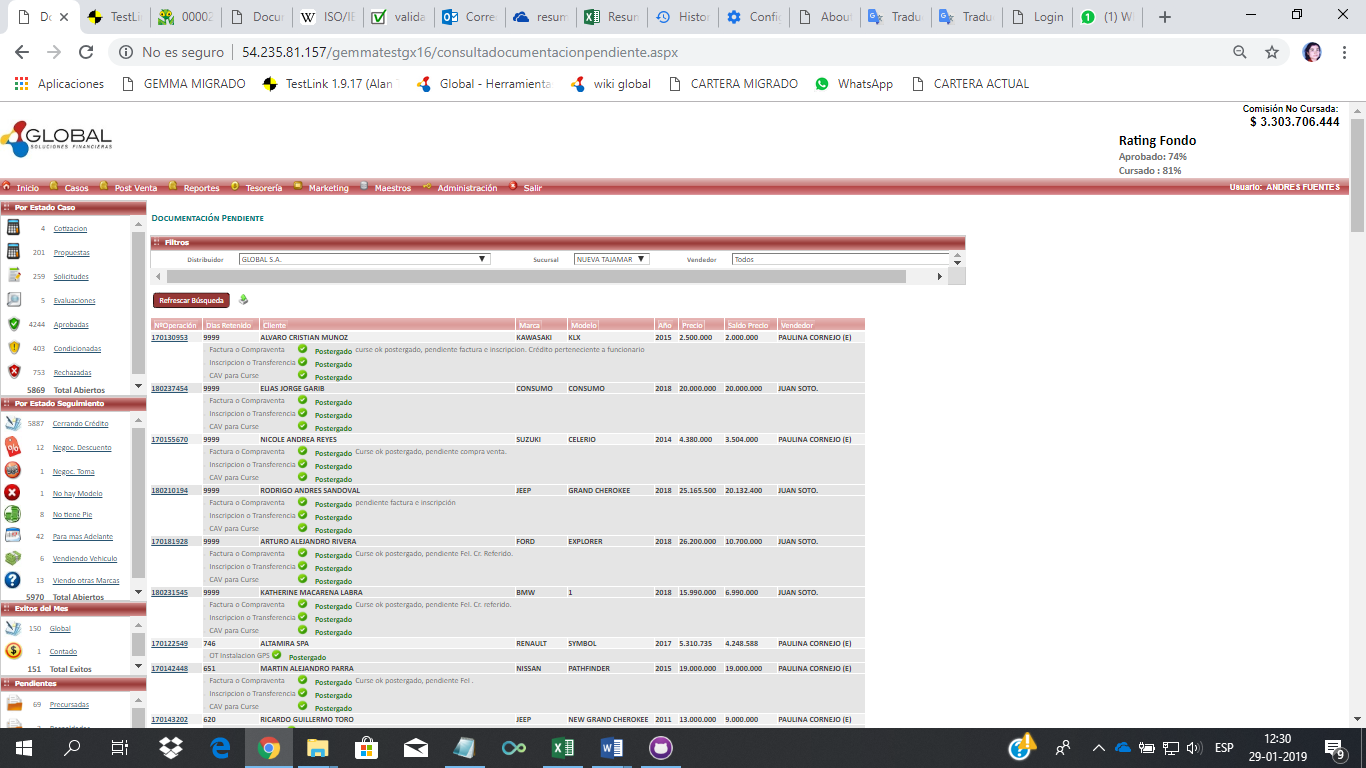 Do
TestLi
00002
Docur
ISO/IE
valida
Corre
resum
Resun
Histor
Config
About
Tradu
Tradu
Login
(1) W
No es seguro | 54.235.81.157/gemmatestgx16/consultadocumentacionpendiente.aspx
Aplicaciones GEMMA MIGRADO TestLink 1.9.17 (Alan Global - Herramienta wiki global CARTERA MIGRADO WhatsApp CARTERA ACTUAL
Comisión No Cursada:
$ 3.303.706.444
GLOBAL
SOLUCIONES FINANCIERAS
Rating Fondo
Aprobado: 74%
Cursado : 81%
Inicio Casos Post Venta Reportes Tesorería Marketing Maestros Administración Salir Usuario: ANDRES FUENTES
Por Estado Caso
4 Cotizacion
201 Propuestas
259 Solicitudes
5 Evaluaciones
4244 Aprobadas
403 Condicionadas
753 Rechazadas
5869 Total Abiertos
Por Estado Seguimiento
5887 Cerrando Crédito
12 Negoc. Descuento
1 Negoc. Toma
1 No hay Modelo
8 No tiene Pie
42 Para mas Adelante
6 Vendiendo Vehiculo
13 Viendo otras Marcas
5970 Total Abiertos
Exitos del Mes
150 Global
1 Contado
151 Total Exitos
Pendientes
69 Precursadas
DOCUMENTACIÓN PENDIENTE
Filtros
Distribuidor GLOBAL S.A. Sucursal NUEVA TAJAMAR Vendedor Todos
Refrescar Búsqueda
NºOperación Días Retenido Cliente Marca Modelo Año Precio Saldo Precio Vendedor
170130953 9999 ALVARO CRISTIAN MUNOZ KAWASAKI KLX 2015 2.500.000 2.000.000 PAULINA CORNEJO (E)
Factura o Compraventa Postergado curse ok postergado, pendiente factura e inscripcion. Crédito perteneciente a funcionario
Inscripcion o Transferencia Postergado
CAV para Curse Postergado
180237454 9999 ELIAS JORGE GARIB CONSUMO CONSUMO 2018 20.000.000 20.000.000 JUAN SOTO.
Factura o Compraventa Postergado
Inscripcion o Transferencia Postergado
CAV para Curse Postergado
170155670 9999 NICOLE ANDREA REYES SUZUKI CELERIO 2014 4.380.000 3.504.000 PAULINA CORNEJO (E)
Factura o Compraventa Postergado Curse ok postergado, pendiente compra venta.
Inscripcion o Transferencia Postergado
CAV para Curse Postergado
180210194 9999 RODRIGO ANDRES SANDOVAL JEEP GRAND CHEROKEE 2018 25.165.500 20.132.400 JUAN SOTO.
Factura o Compraventa Postergado pendiente factura e inscripción
Inscripcion o Transferencia Postergado
CAV para Curse Postergado
170181928 9999 ARTURO ALEJANDRO RIVERA FORD EXPLORER 2018 26.200.000 10.700.000 JUAN SOTO.
Factura o Compraventa Postergado Curse ok postergado, pendiente Fel. Cr. Referido.
Inscripcion o Transferencia Postergado
CAV para Curse Postergado
180231545 9999 KATHERINE MACARENA LABRA BMW 1 2018 15.990.000 6.990.000 JUAN SOTO.
Factura o Compraventa Postergado Curse ok postergado, pendiente Fel. Cr. referido.
Inscripcion o Transferencia Postergado
CAV para Curse Postergado
170122549 746 ALTAMIRA SPA RENAULT SYMBOL 2017 5.310.735 4.248.588 PAULINA CORNEJO (E)
OT Instalacion GPS Postergado
170142448 651 MARTIN ALEJANDRO PARRA NISSAN PATHFINDER 2015 19.000.000 19.000.000 PAULINA CORNEJO (E)
Factura o Compraventa Postergado Curse ok postergado, pendiente Fel .
Inscripcion o Transferencia Postergado
CAV para Curse Postergado
170143202 620 RICARDO GUILLERMO TORO JEEP NEW GRAND CHEROKEE 2011 13.000.000 9.000.000 PAULINA CORNEJO (E)
ESP
12:30
29-01-2019
9